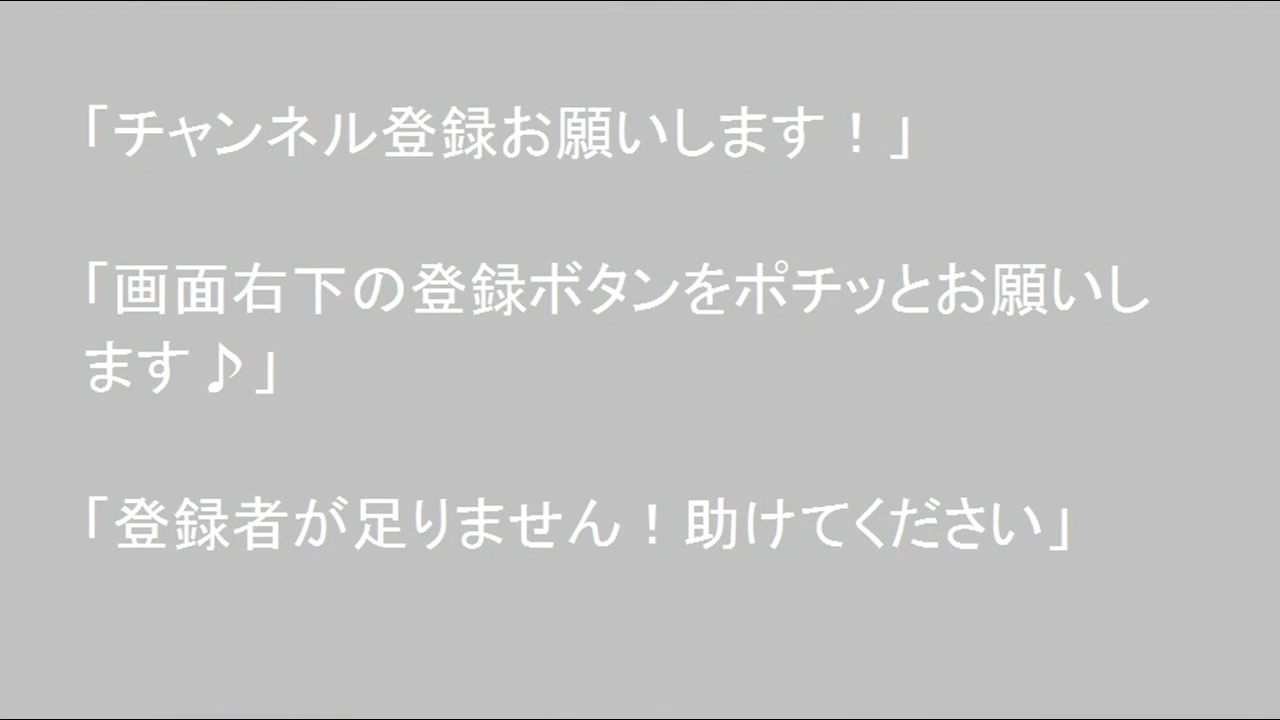 「チャンネル登録お願いします！」
「画面右下の登録ボタンをポチッとお願いし
ます♪」
「登録者が足りません！助けてください」